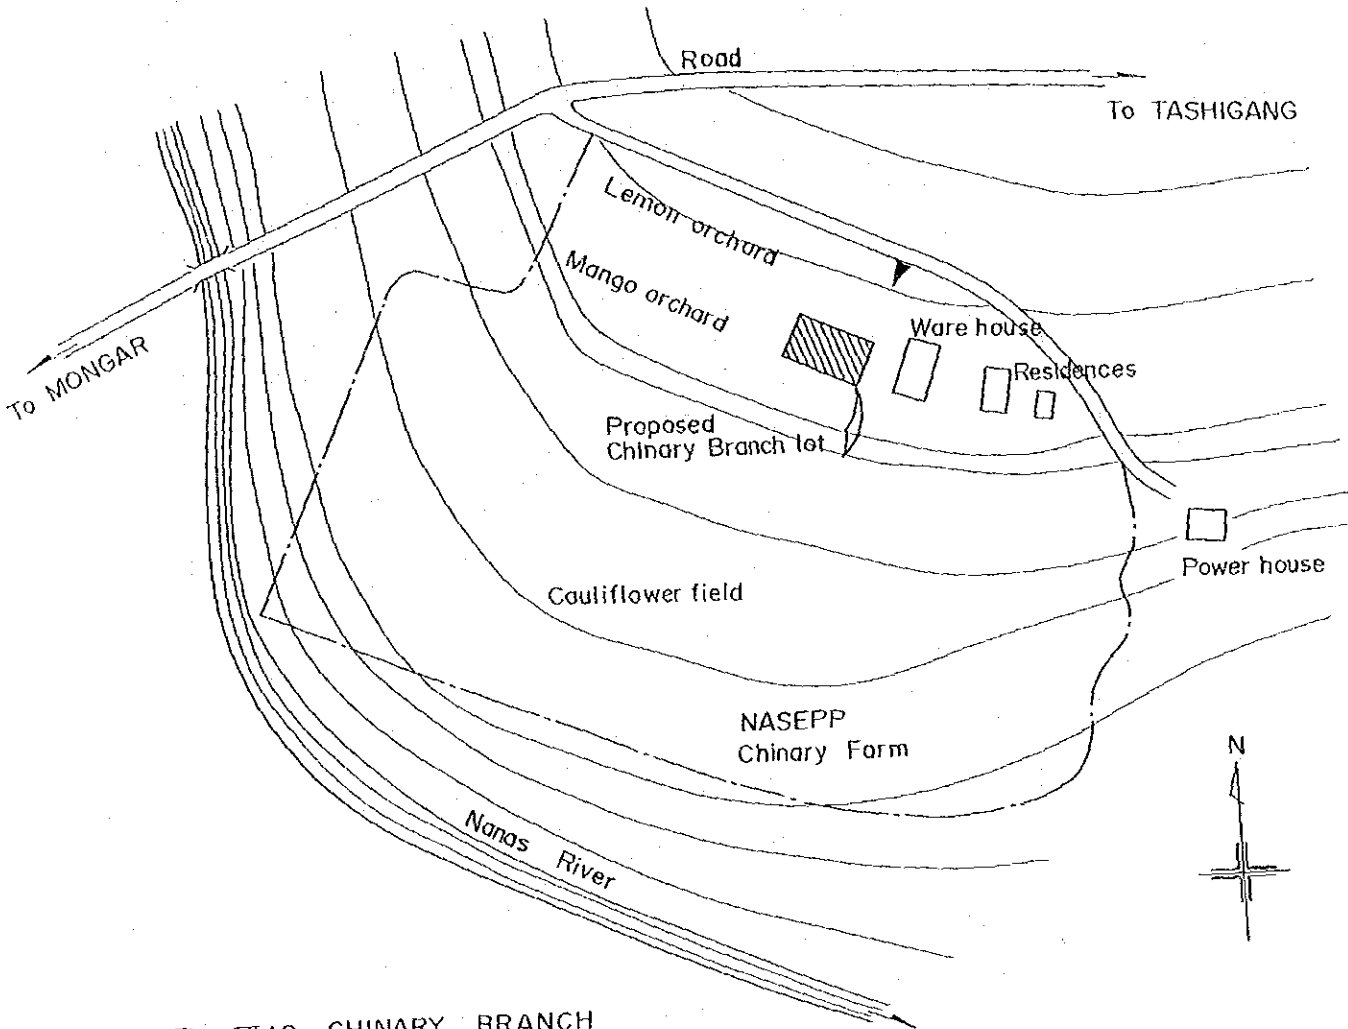 Road
To TASHIGANG
Lemon orchard
Mango orchard
Ware house
To MONGAR
Residences
Proposed
Chinary Branch lot
Power house
Cauliflower field
NASEPP
Chinary Farm
N
Nanas River
CHINARY BRANCH